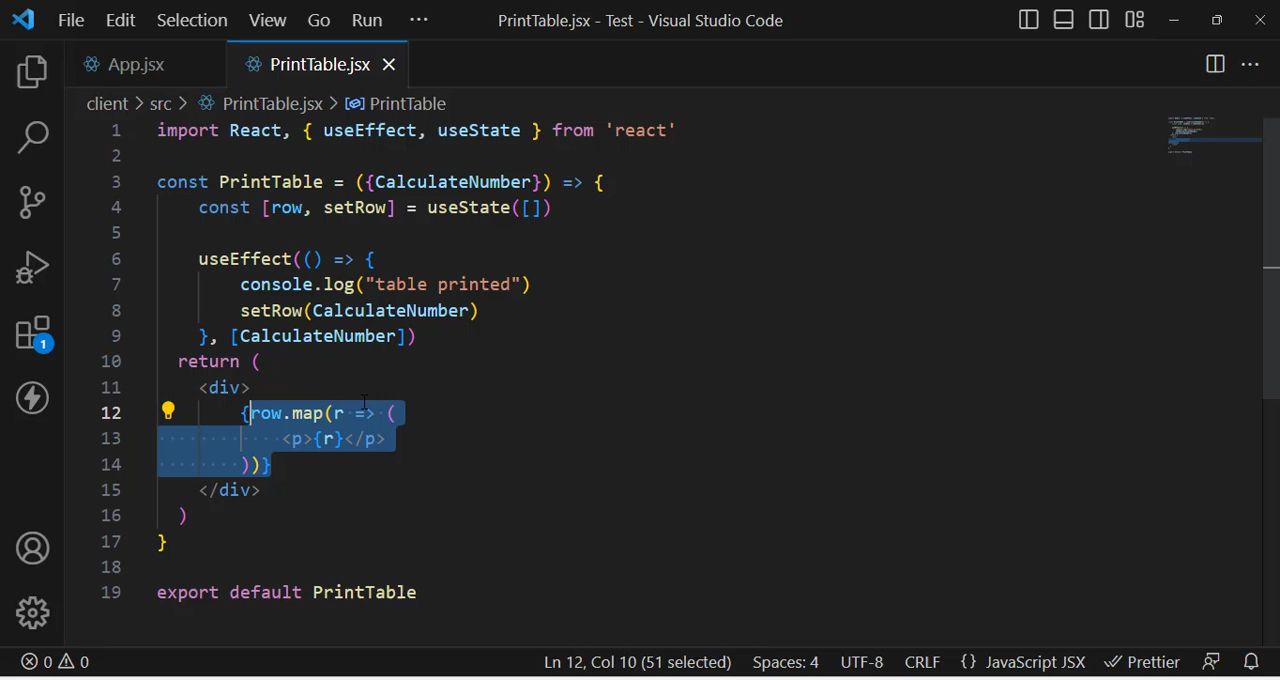 File Edit Selection View Go Run ··· PrintTable.jsx - Test - Visual Studio Code
App.jsx PrintTable.jsx
client > src > PrintTable.jsx > PrintTable
1 import React, { useEffect, useState } from 'react'
2
3 const PrintTable = ({CalculateNumber}) => {
4 const [row, setRow] = useState([])
5
6 useEffect(() => {
7 console.log("table printed")
8 setRow(CalculateNumber)
9 }, [CalculateNumber])
10 return (
11 <div>
12 {row.map(r => (
13 <p>{r}</p>
14 ))}
15 </div>
16 )
17 }
18
19 export default PrintTable
1
0 0 Ln 12, Col 10 (51 selected) Spaces: 4 UTF-8 CRLF {} JavaScript JSX Prettier